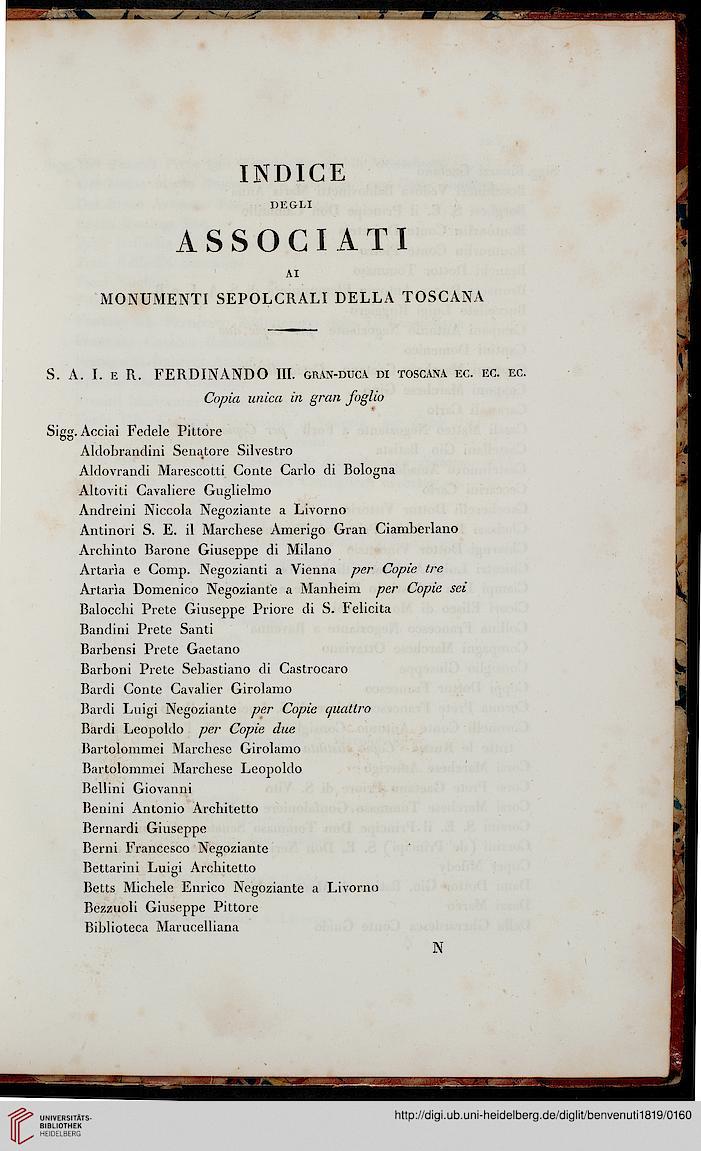 INDICE
DEGLI
ASSOCIATI
AI
MONUMENTI SEPOLCRALI DELLA TOSCANA
S. A. I. E R. FERDINANDO III. GRAN-DUCA DI TOSCANA EC. EC. EC.
Copia unica in gran foglio
Sigg. Acciai Fedele Pittore
Aldobrandini Senatore Silvestro
Aldovrandi Marescotti Conte Carlo di Bologna
Altoviti Cavaliere Guglielmo
Andreini Niccola Negoziante a Livorno
Antinori S. E. il Marchese Amerigo Gran Ciamberlano
Archinto Barone Giuseppe di Milano
Artarìa e Comp. Negozianti a Vienna per Copie tre
Artarìa Domenico Negoziante a Manheim per Copie sei
Balocchi Prete Giuseppe Priore di S. Felicita
Bandini Prete Santi
Barbensi Prete Gaetano
Barboni Prete Sebastiano di Castrocaro
Bardi Conte Cavalier Girolamo
Bardi Luigi Negoziante per Copie quattro
Bardi Leopoldo per Copie due
Bartolommei Marchese Girolamo
Bartolommei Marchese Leopoldo
Bellini Giovanni
Benini Antonio Architetto
Bernardi Giuseppe
Berni Francesco Negoziante
Bettarini Luigi Architetto
Betts Michele Enrico Negoziante a Livorno
Bezzuoli Giuseppe Pittore
Biblioteca Marucelliana
N
UNIVERSITÄTS-
BIBLIOTHEK
HEIDELBERG
http://digi.ub.uni-heidelberg.de/diglit/benvenuti1819/0160